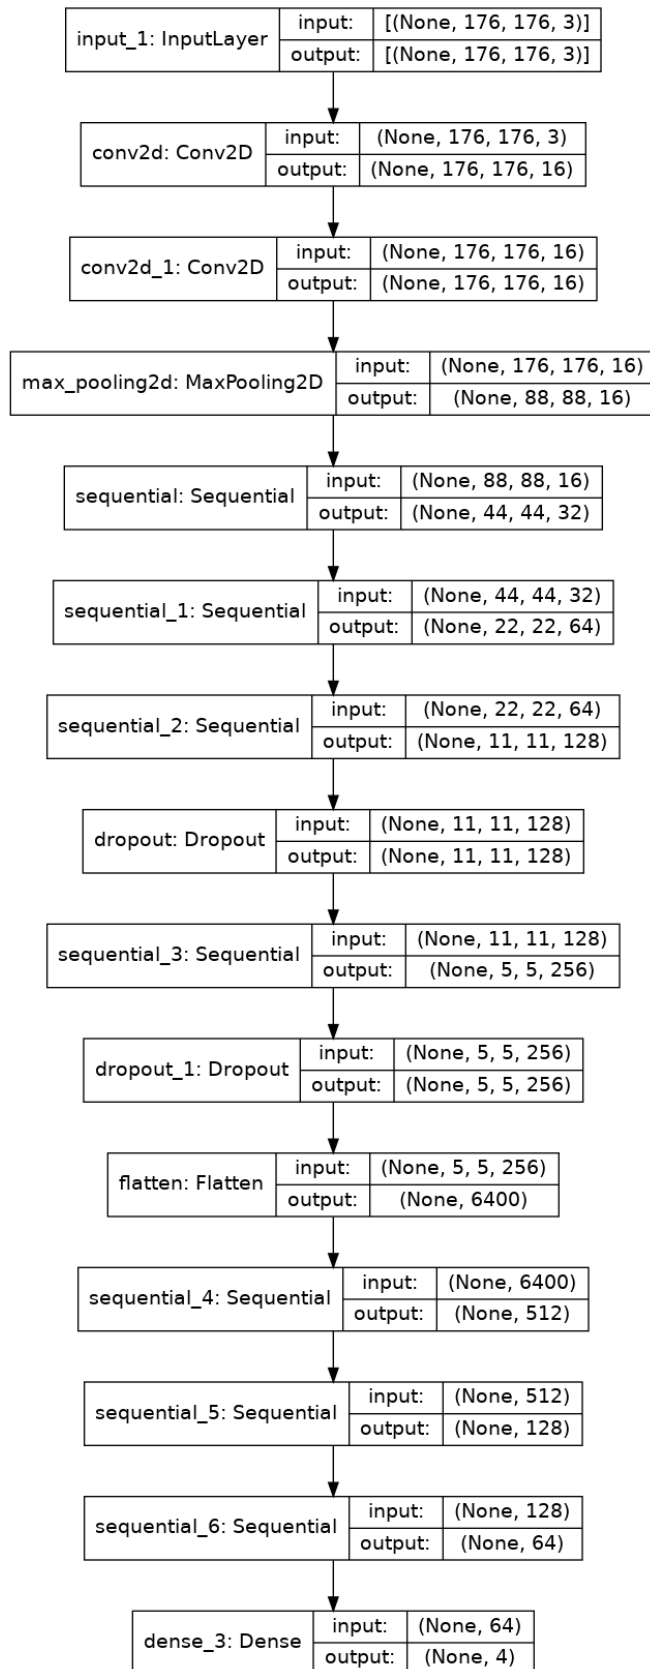 input_1: InputLayer input: [(None, 176, 176, 3)]
output: [(None, 176, 176, 3)]
conv2d: Conv2D input: (None, 176, 176, 3)
output: (None, 176, 176, 16)
conv2d_1: Conv2D input: (None, 176, 176, 16)
output: (None, 176, 176, 16)
max_pooling2d: MaxPooling2D input: (None, 176, 176, 16)
output: (None, 88, 88, 16)
sequential: Sequential input: (None, 88, 88, 16)
output: (None, 44, 44, 32)
sequential_1: Sequential input: (None, 44, 44, 32)
output: (None, 22, 22, 64)
sequential_2: Sequential input: (None, 22, 22, 64)
output: (None, 11, 11, 128)
dropout: Dropout input: (None, 11, 11, 128)
output: (None, 11, 11, 128)
sequential_3: Sequential input: (None, 11, 11, 128)
output: (None, 5, 5, 256)
dropout_1: Dropout input: (None, 5, 5, 256)
output: (None, 5, 5, 256)
flatten: Flatten input: (None, 5, 5, 256)
output: (None, 6400)
sequential_4: Sequential input: (None, 6400)
output: (None, 512)
sequential_5: Sequential input: (None, 512)
output: (None, 128)
sequential_6: Sequential input: (None, 128)
output: (None, 64)
dense_3: Dense input: (None, 64)
output: (None, 4)